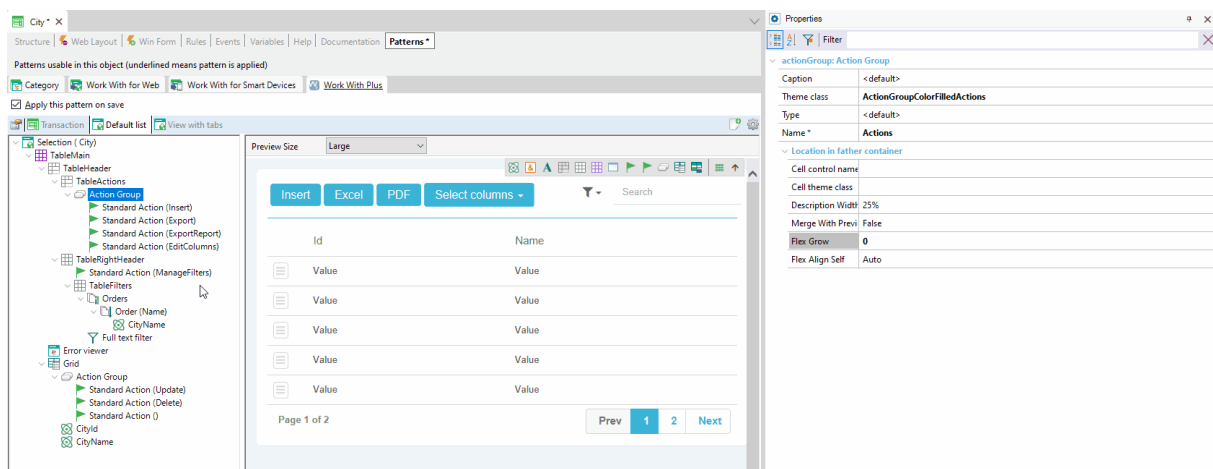 City *
Structure
Web Layout
Win Form
Rules
Events
Variables
Help
Documentation
Patterns *
Patterns usable in this object (underlined means pattern is applied)
Category
Work With for Web
Work With for Smart Devices
Work With Plus
Apply this pattern on save
Transaction
Default list
View with tabs
Selection ( City)
TableMain
TableHeader
TableActions
Action Group
Standard Action (Insert)
Standard Action (Export)
Standard Action (ExportReport)
Standard Action (EditColumns)
TableRightHeader
Standard Action (ManageFilters)
TableFilters
Orders
Order (Name)
CityName
Full text filter
Error viewer
Grid
Action Group
Standard Action (Update)
Standard Action (Delete)
Standard Action ()
CityId
CityName
Preview Size
Large
Insert
Excel
PDF
Select columns
Search
Id Name
Value Value
Value Value
Value Value
Value Value
Value Value
Page 1 of 2
Prev 1 2 Next
Properties
Filter
actionGroup: Action Group
Caption <default>
Theme class ActionGroupColorFilledActions
Type <default>
Name * Actions
Location in father container
Cell control name
Cell theme class
Description Width 25%
Merge With Previ False
Flex Grow 0
Flex Align Self Auto